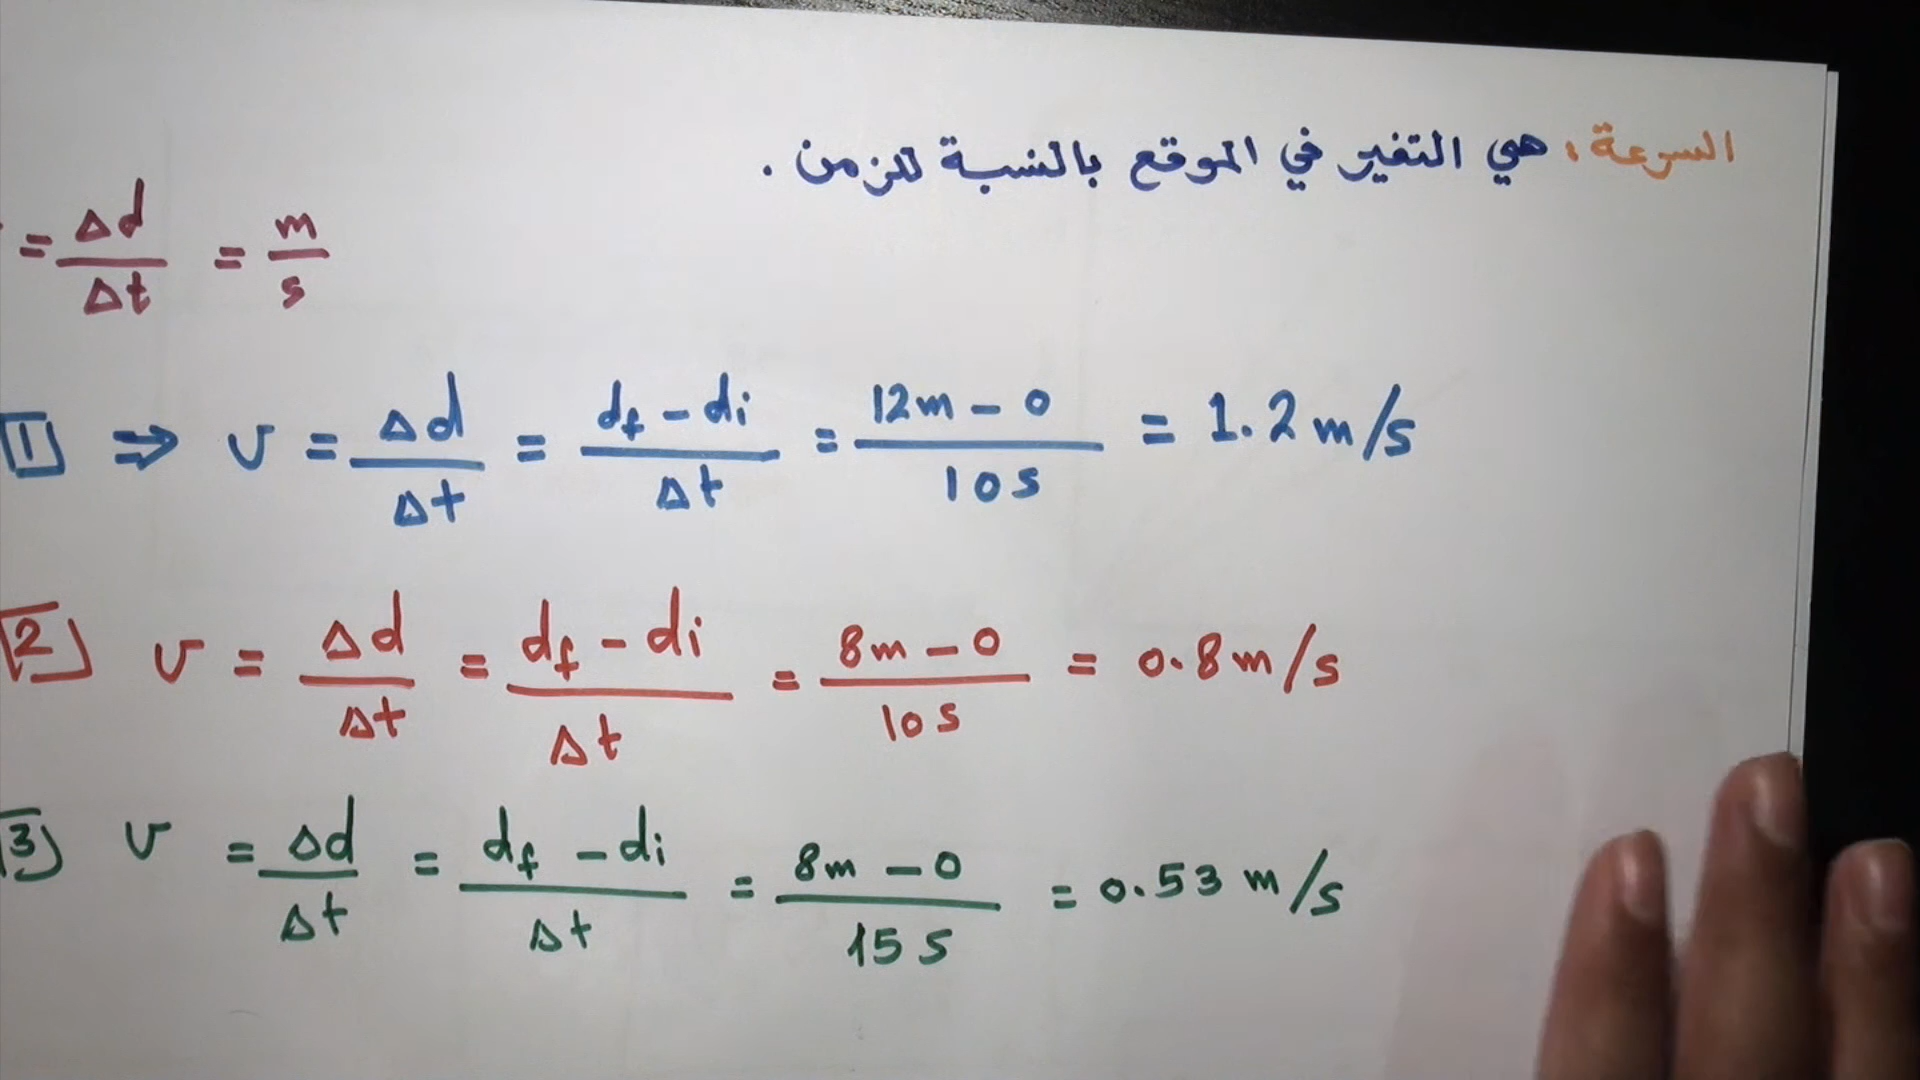 السرعة: هي التغير في الموقع بالنسبة للزمن.
= Δd/Δt = m/s
1 ⇒ v = Δd/Δt = df - di/Δt = 12m - 0/10s = 1.2 m/s
2 v = Δd/Δt = df - di/Δt = 8m - 0/10s = 0.8 m/s
3 v = Δd/Δt = df - di/Δt = 8m - 0/15s = 0.53 m/s